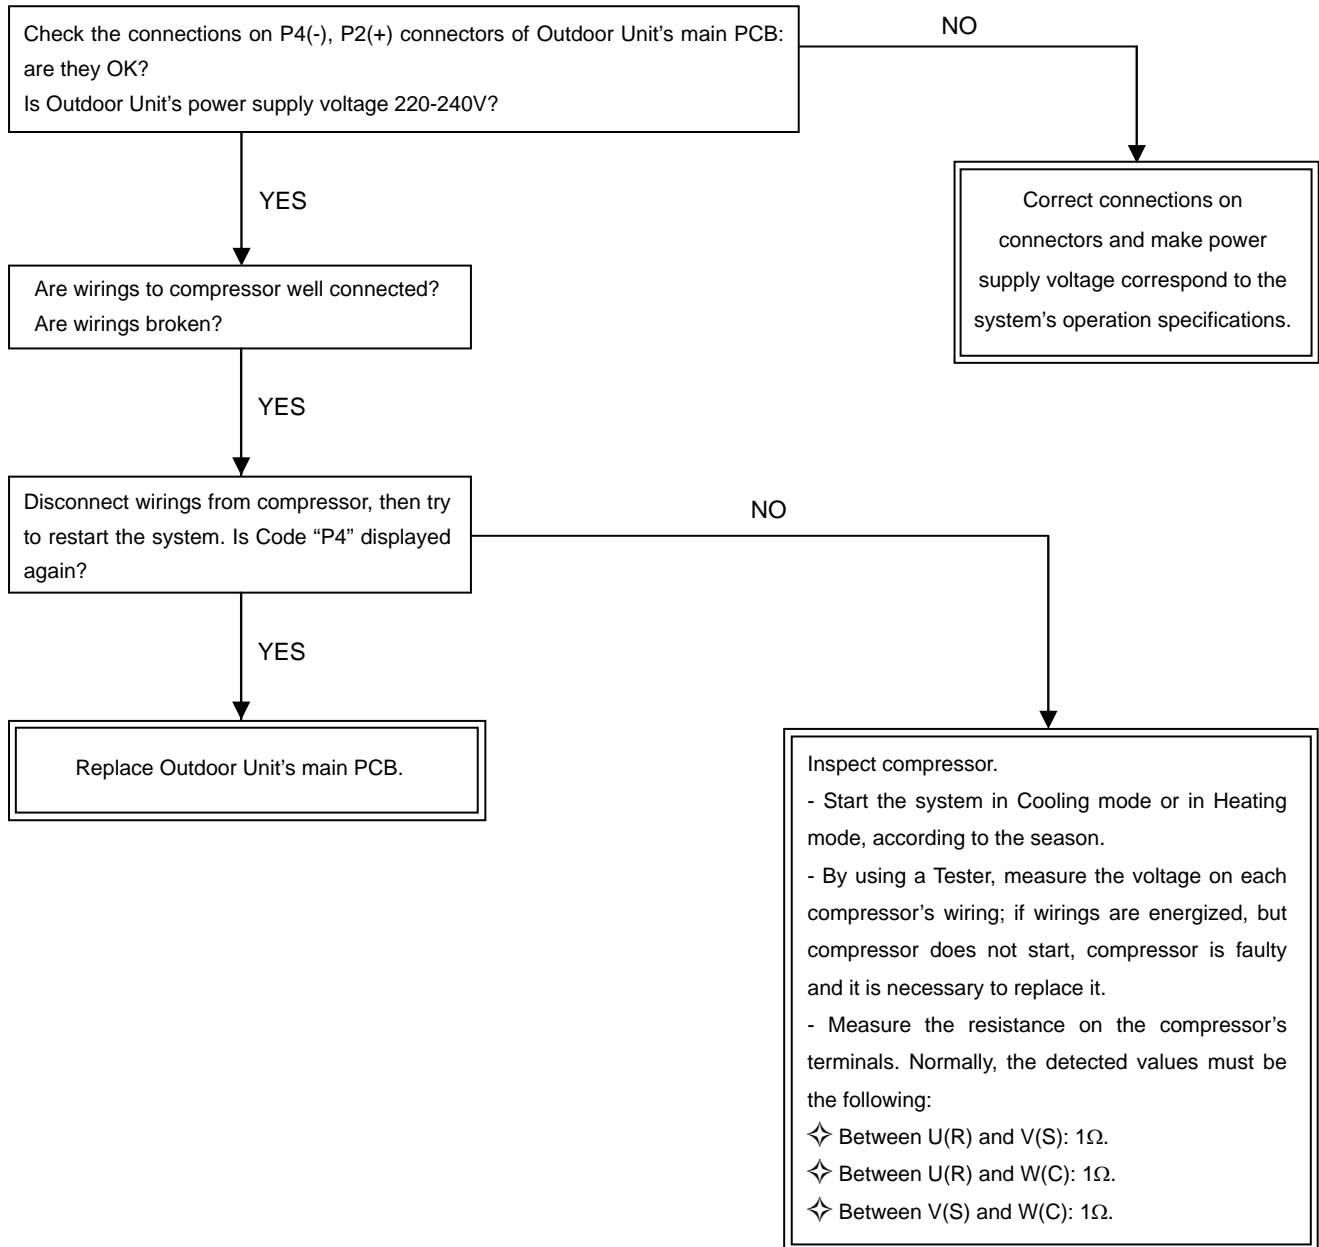 Check the connections on P4(-), P2(+) connectors of Outdoor Unit's main PCB:
are they OK?
Is Outdoor Unit's power supply voltage 220-240V?
NO
YES
Correct connections on
connectors and make power
supply voltage correspond to the
system's operation specifications.
Are wirings to compressor well connected?
Are wirings broken?
YES
Disconnect wirings from compressor, then try
to restart the system. Is Code “P4” displayed
again?
NO
YES
Replace Outdoor Unit's main PCB.
Inspect compressor.
- Start the system in Cooling mode or in Heating
mode, according to the season.
- By using a Tester, measure the voltage on each
compressor's wiring; if wirings are energized, but
compressor does not start, compressor is faulty
and it is necessary to replace it.
- Measure the resistance on the compressor's
terminals. Normally, the detected values must be
the following:
✧ Between U(R) and V(S): 1Ω.
✧ Between U(R) and W(C): 1Ω.
✧ Between V(S) and W(C): 1Ω.